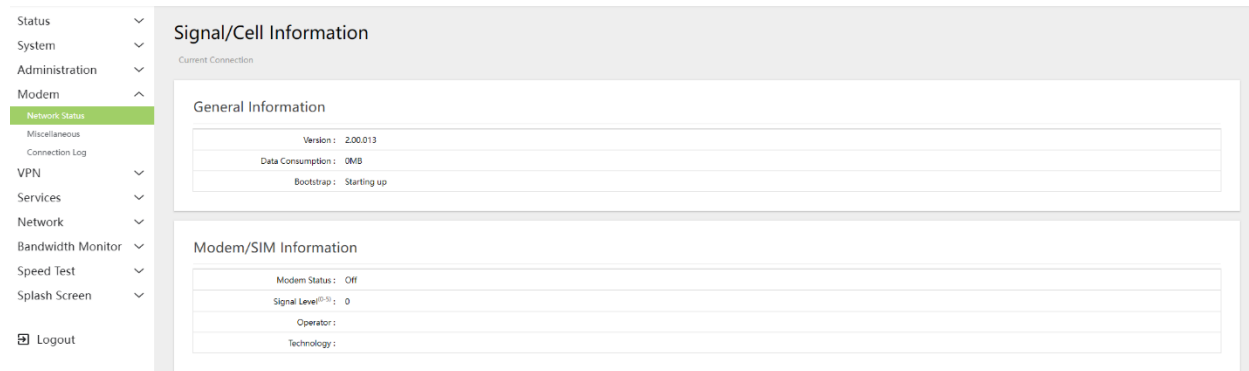 Status
System
Administration
Modem
Network Status
Miscellaneous
Connection Log
VPN
Services
Network
Bandwidth Monitor
Speed Test
Splash Screen
Logout
Signal/Cell Information
Current Connection
General Information
Version : 2.00.013
Data Consumption : 0MB
Bootstrap : Starting up
Modem/SIM Information
Modem Status : Off
Signal Level(0-5) : 0
Operator :
Technology :